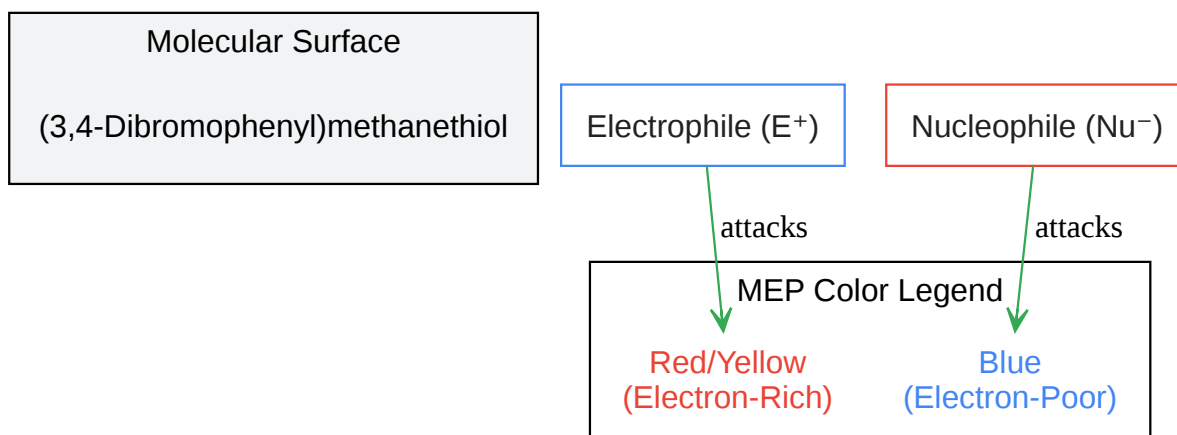 Molecular Surface
(3,4-Dibromophenyl)methanethiol
Electrophile (E⁺)
Nucleophile (Nu⁻)
attacks
attacks
MEP Color Legend
Red/Yellow
(Electron-Rich)
Blue
(Electron-Poor)